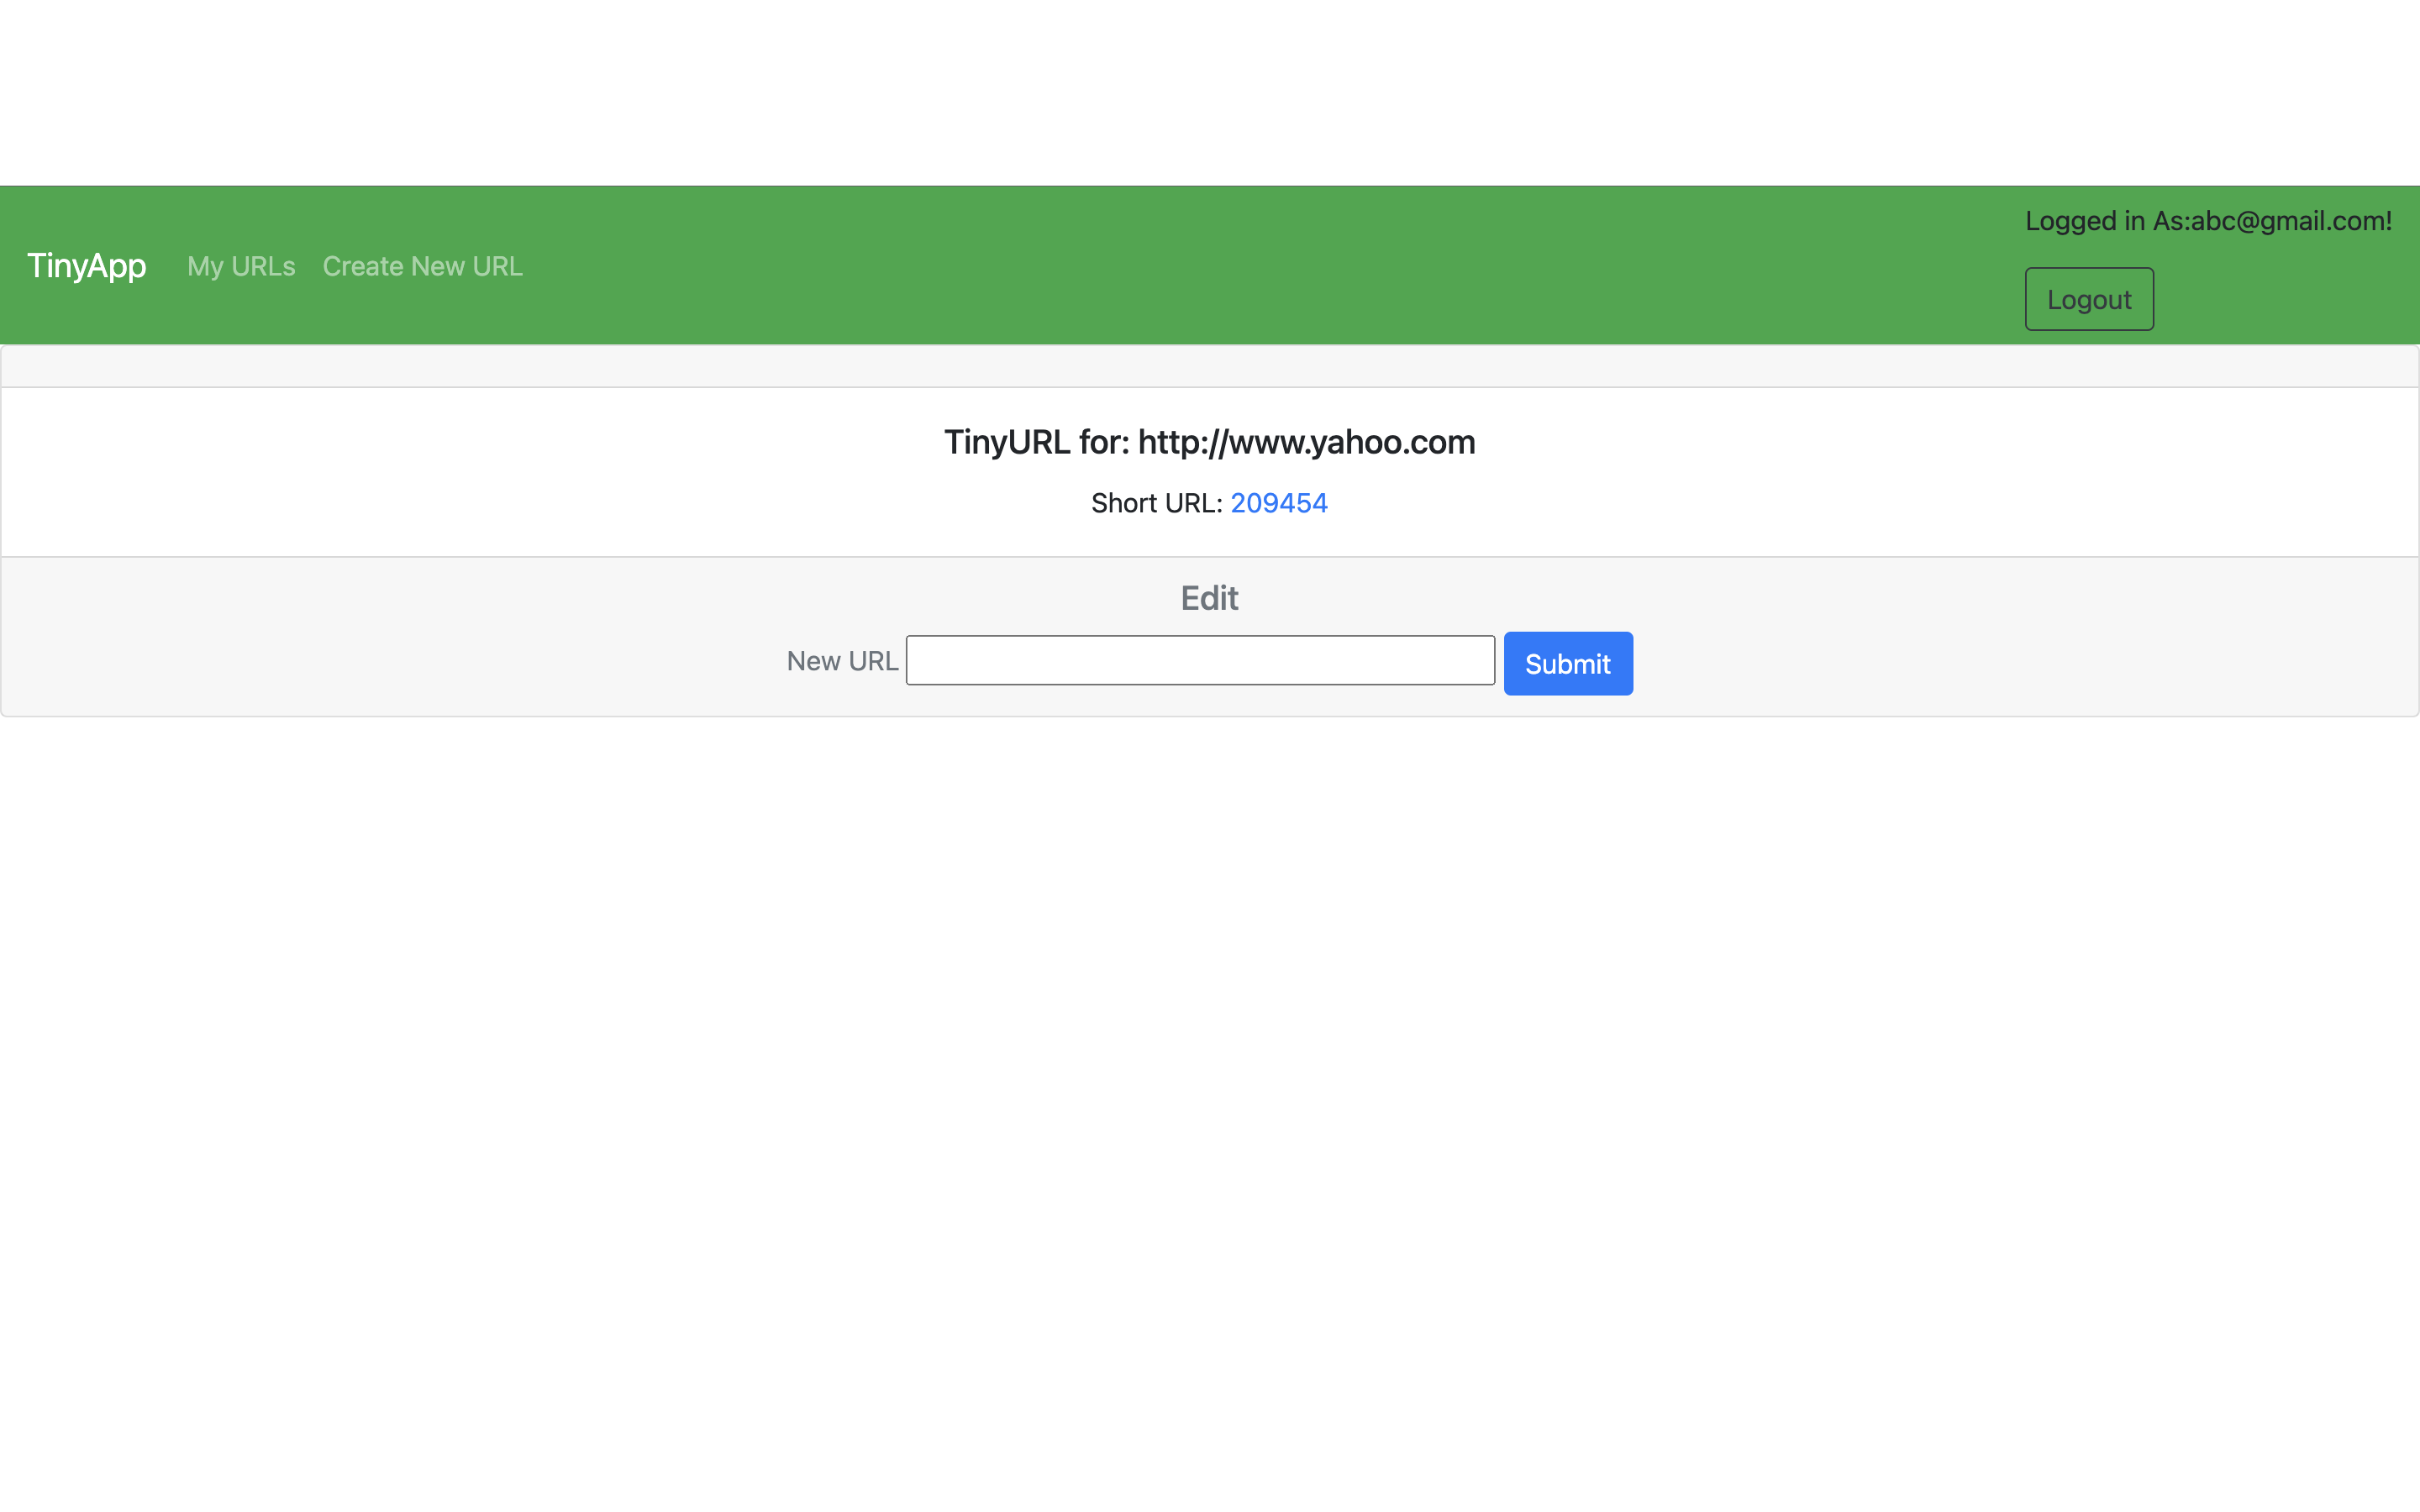 TinyApp My URLs Create New URL
Logged in As:abc@gmail.com!
Logout
TinyURL for: http://www.yahoo.com
Short URL: 209454
Edit
New URL
Submit